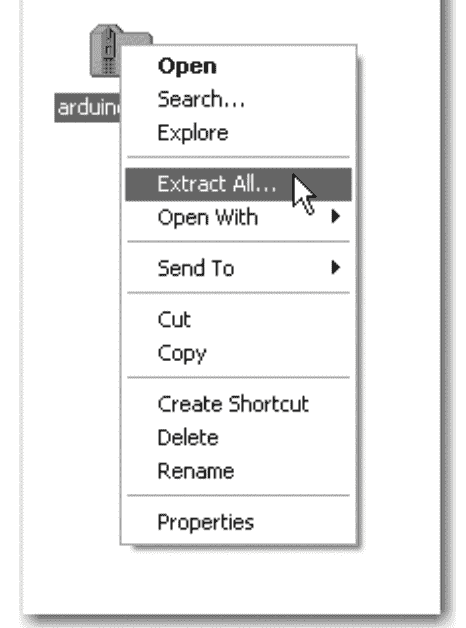 Open
Search...
arduin
Explore
Extract All...
Open With
Send To
Cut
Copy
Create Shortcut
Delete
Rename
Properties